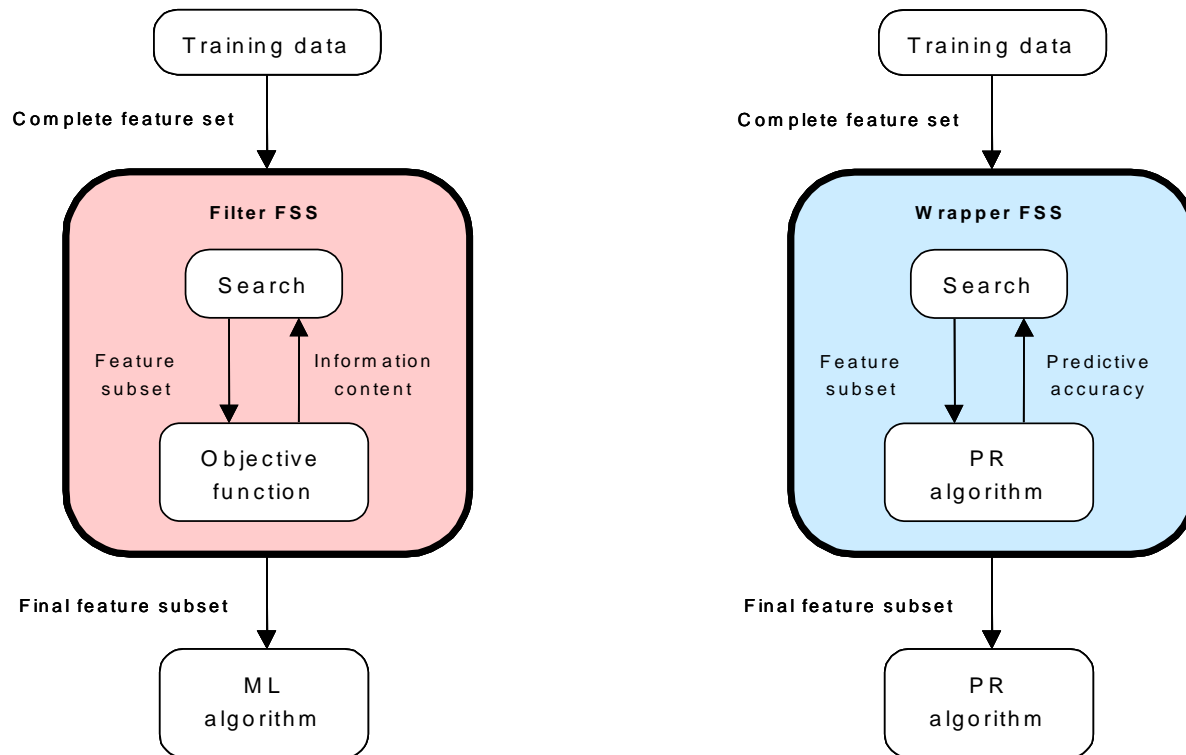 Training data
Complete feature set
Filter FSS
Search
Feature
subset
Information
content
Objective
function
Final feature subset
ML
algorithm
Training data
Complete feature set
Wrapper FSS
Search
Feature
subset
Predictive
accuracy
PR
algorithm
Final feature subset
PR
algorithm